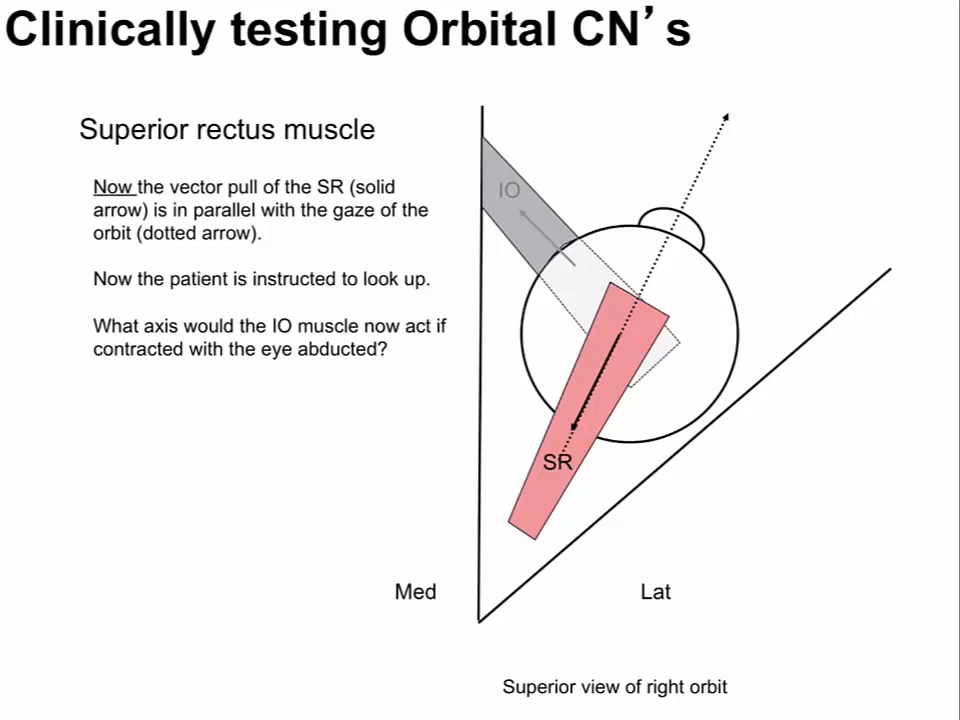 Clinically testing Orbital CN’s
Superior rectus muscle
Now the vector pull of the SR (solid
arrow) is in parallel with the gaze of the
orbit (dotted arrow).
Now the patient is instructed to look up.
What axis would the IO muscle now act if
contracted with the eye abducted?
IO
SR
Med
Lat
Superior view of right orbit